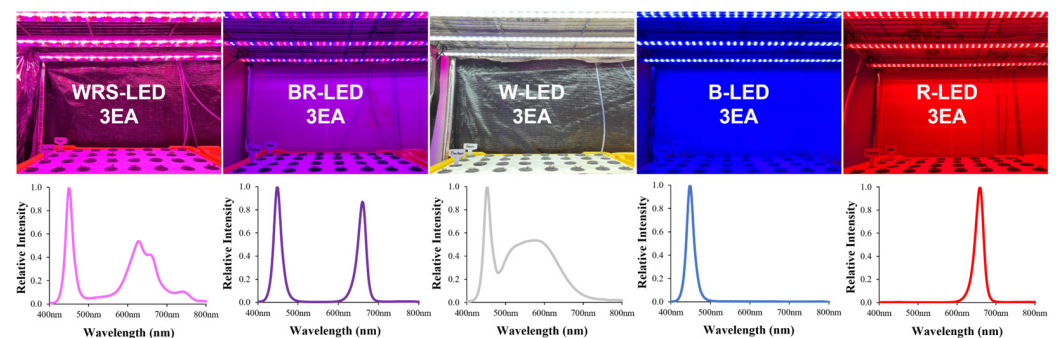 WRS-LED
3EA
BR-LED
3EA
W-LED
3EA
B-LED
3EA
R-LED
3EA
Relative Intensity
1.0
0.8
0.6
0.4
0.2
0.0
400nm 500nm 600nm 700nm 800nm
Wavelength (nm)
Relative Intensity
1.0
0.8
0.6
0.4
0.2
0.0
400nm 500nm 600nm 700nm 800nm
Wavelength (nm)
Relative Intensity
1.0
0.8
0.6
0.4
0.2
0.0
400nm 500nm 600nm 700nm 800nm
Wavelength (nm)
Relative Intensity
1.0
0.8
0.6
0.4
0.2
0.0
400nm 500nm 600nm 700nm 800nm
Wavelength (nm)
Relative Intensity
1.0
0.8
0.6
0.4
0.2
0.0
400nm 500nm 600nm 700nm 800nm
Wavelength (nm)